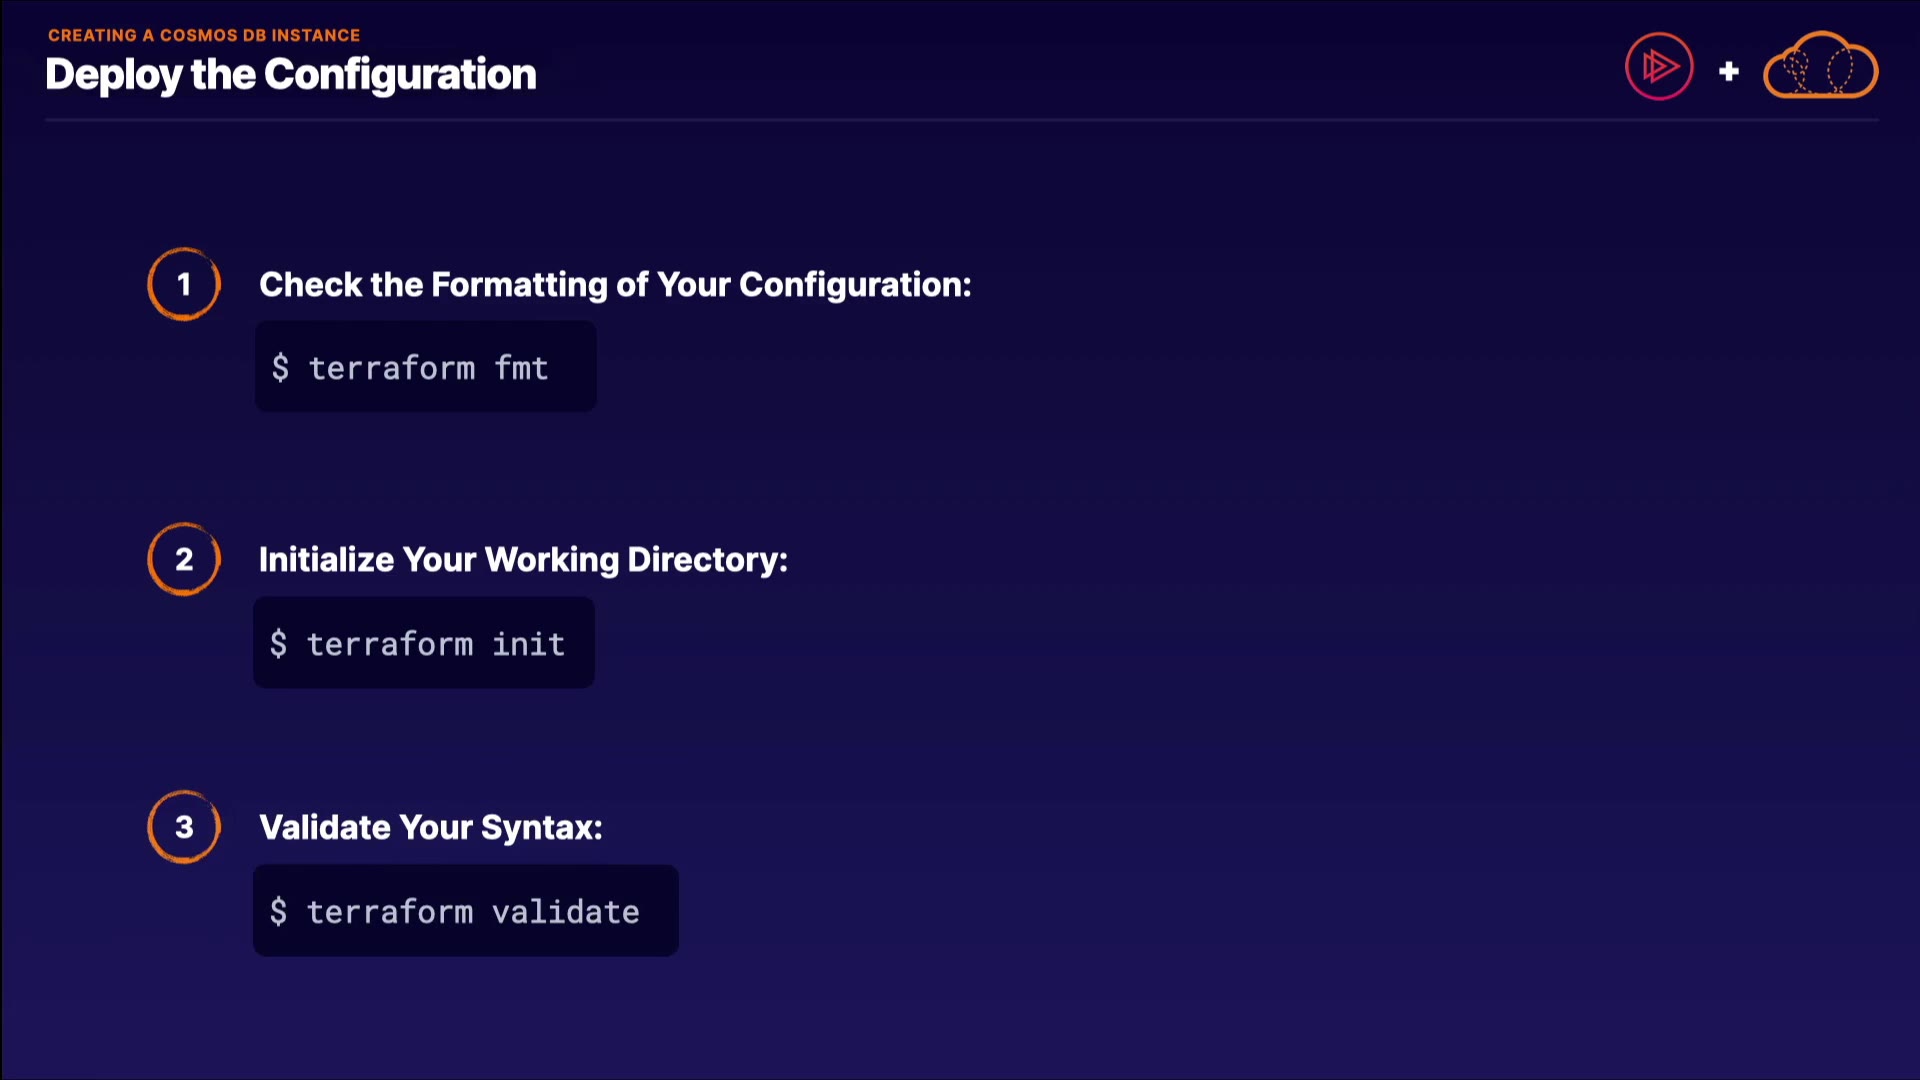 CREATING A COSMOS DB INSTANCE
Deploy the Configuration
+
1
Check the Formatting of Your Configuration:
$ terraform fmt
2
Initialize Your Working Directory:
$ terraform init
3
Validate Your Syntax:
$ terraform validate